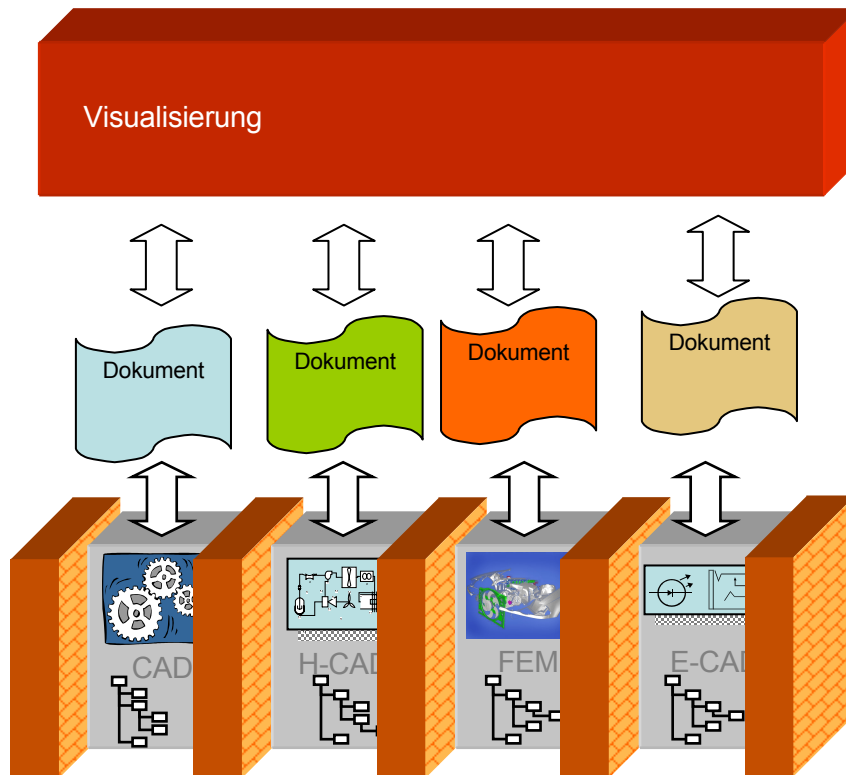 Visualisierung
Dokument
Dokument
Dokument
Dokument
CAD
H-CAD
FEM
E-CAD